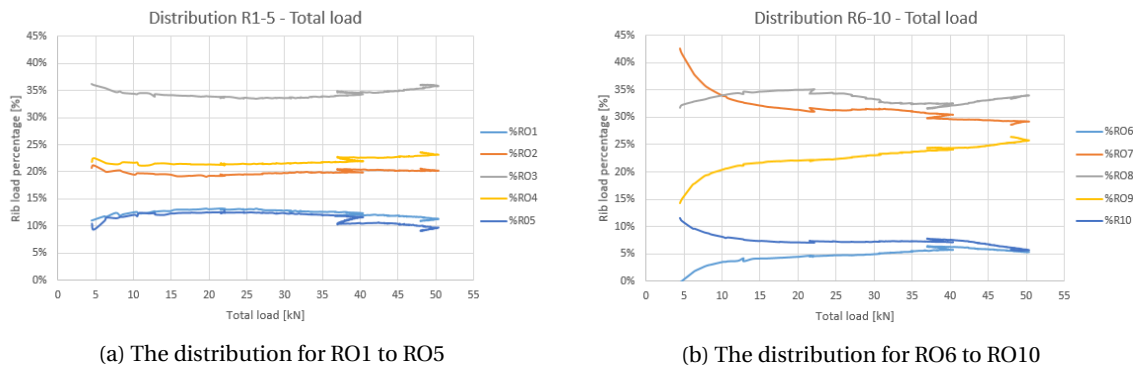 Distribution R1-5 - Total load
45%
40%
35%
30%
25%
20%
15%
10%
5%
0%
Rib load percentage [%]
0 5 10 15 20 25 30 35 40 45 50 55
Total load [kN]
%RO1
%RO2
%RO3
%RO4
%R05
(a) The distribution for RO1 to RO5
Distribution R6-10 - Total load
45%
40%
35%
30%
25%
20%
15%
10%
5%
0%
Rib load percentage [%]
0 5 10 15 20 25 30 35 40 45 50 55
Total load [kN]
%RO6
%RO7
%RO8
%RO9
%R10
(b) The distribution for RO6 to RO10